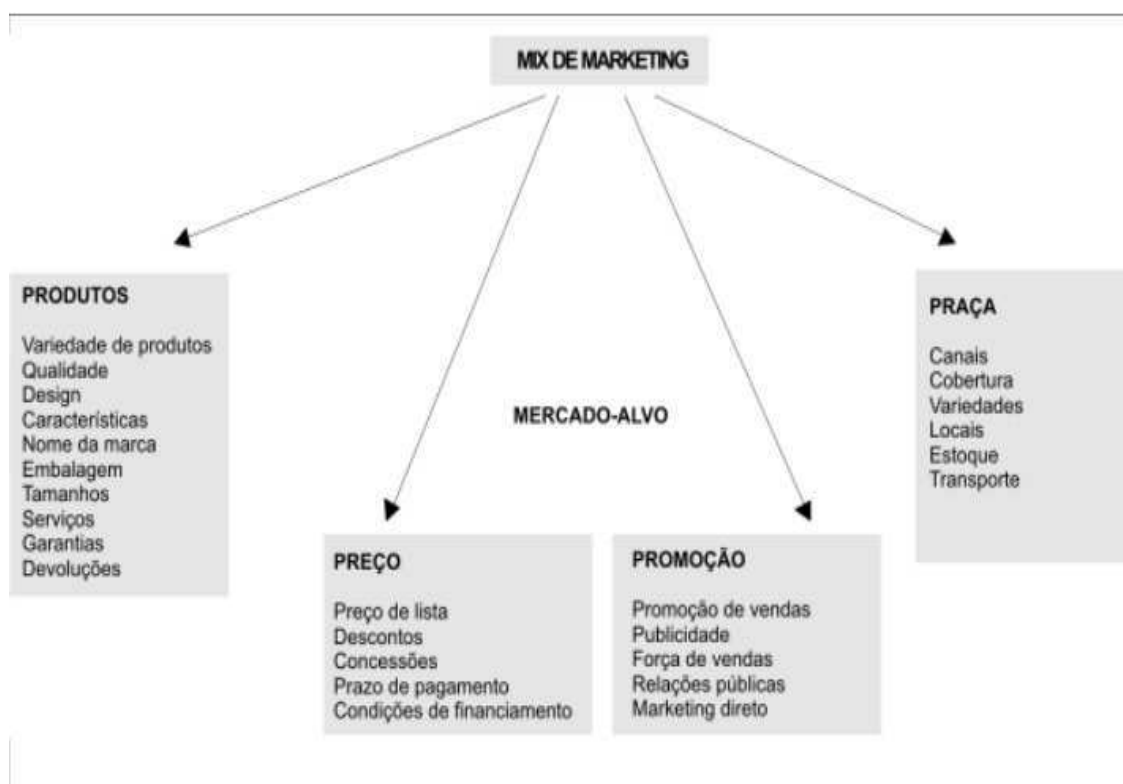 MIX DE MARKETING
PRODUTOS
Variedade de produtos
Qualidade
Design
Características
Nome da marca
Embalagem
Tamanhos
Serviços
Garantias
Devoluções
MERCADO-ALVO
PREÇO
Preço de lista
Descontos
Concessões
Prazo de pagamento
Condições de financiamento
PROMOÇÃO
Promoção de vendas
Publicidade
Força de vendas
Relações públicas
Marketing direto
PRAÇA
Canais
Cobertura
Variedades
Locais
Estoque
Transporte